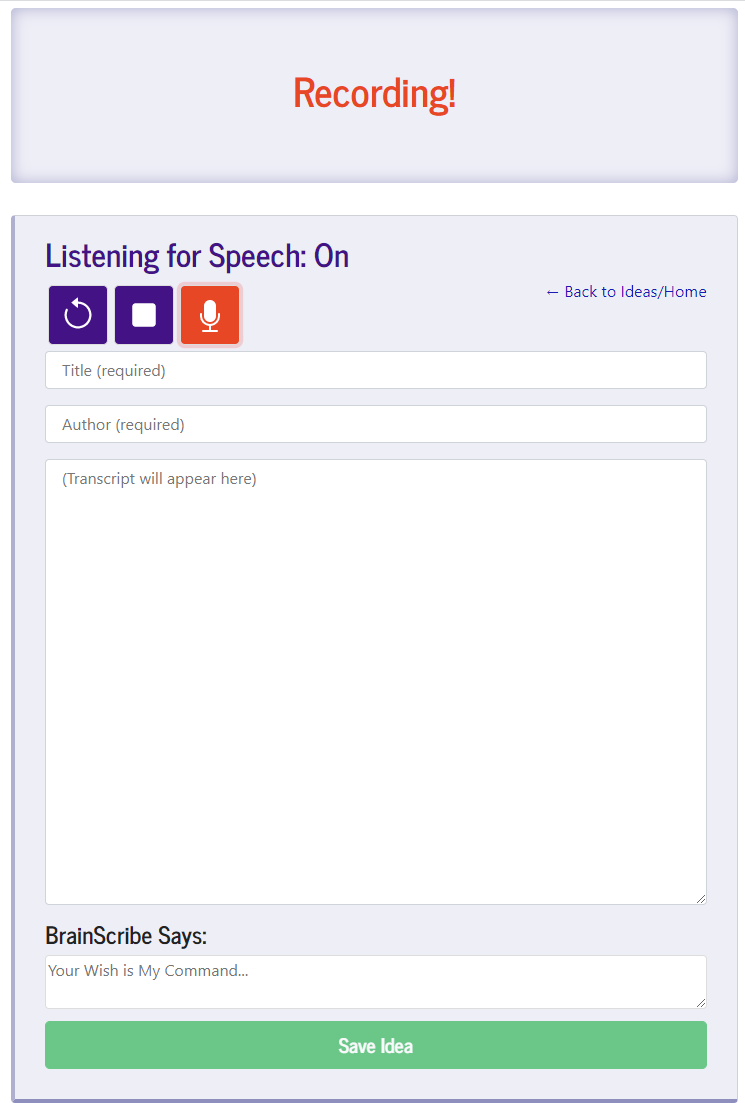 Recording!
Listening for Speech: On
← Back to Ideas/Home
Title (required)
Author (required)
(Transcript will appear here)
BrainScribe Says:
Your Wish is My Command...
Save Idea